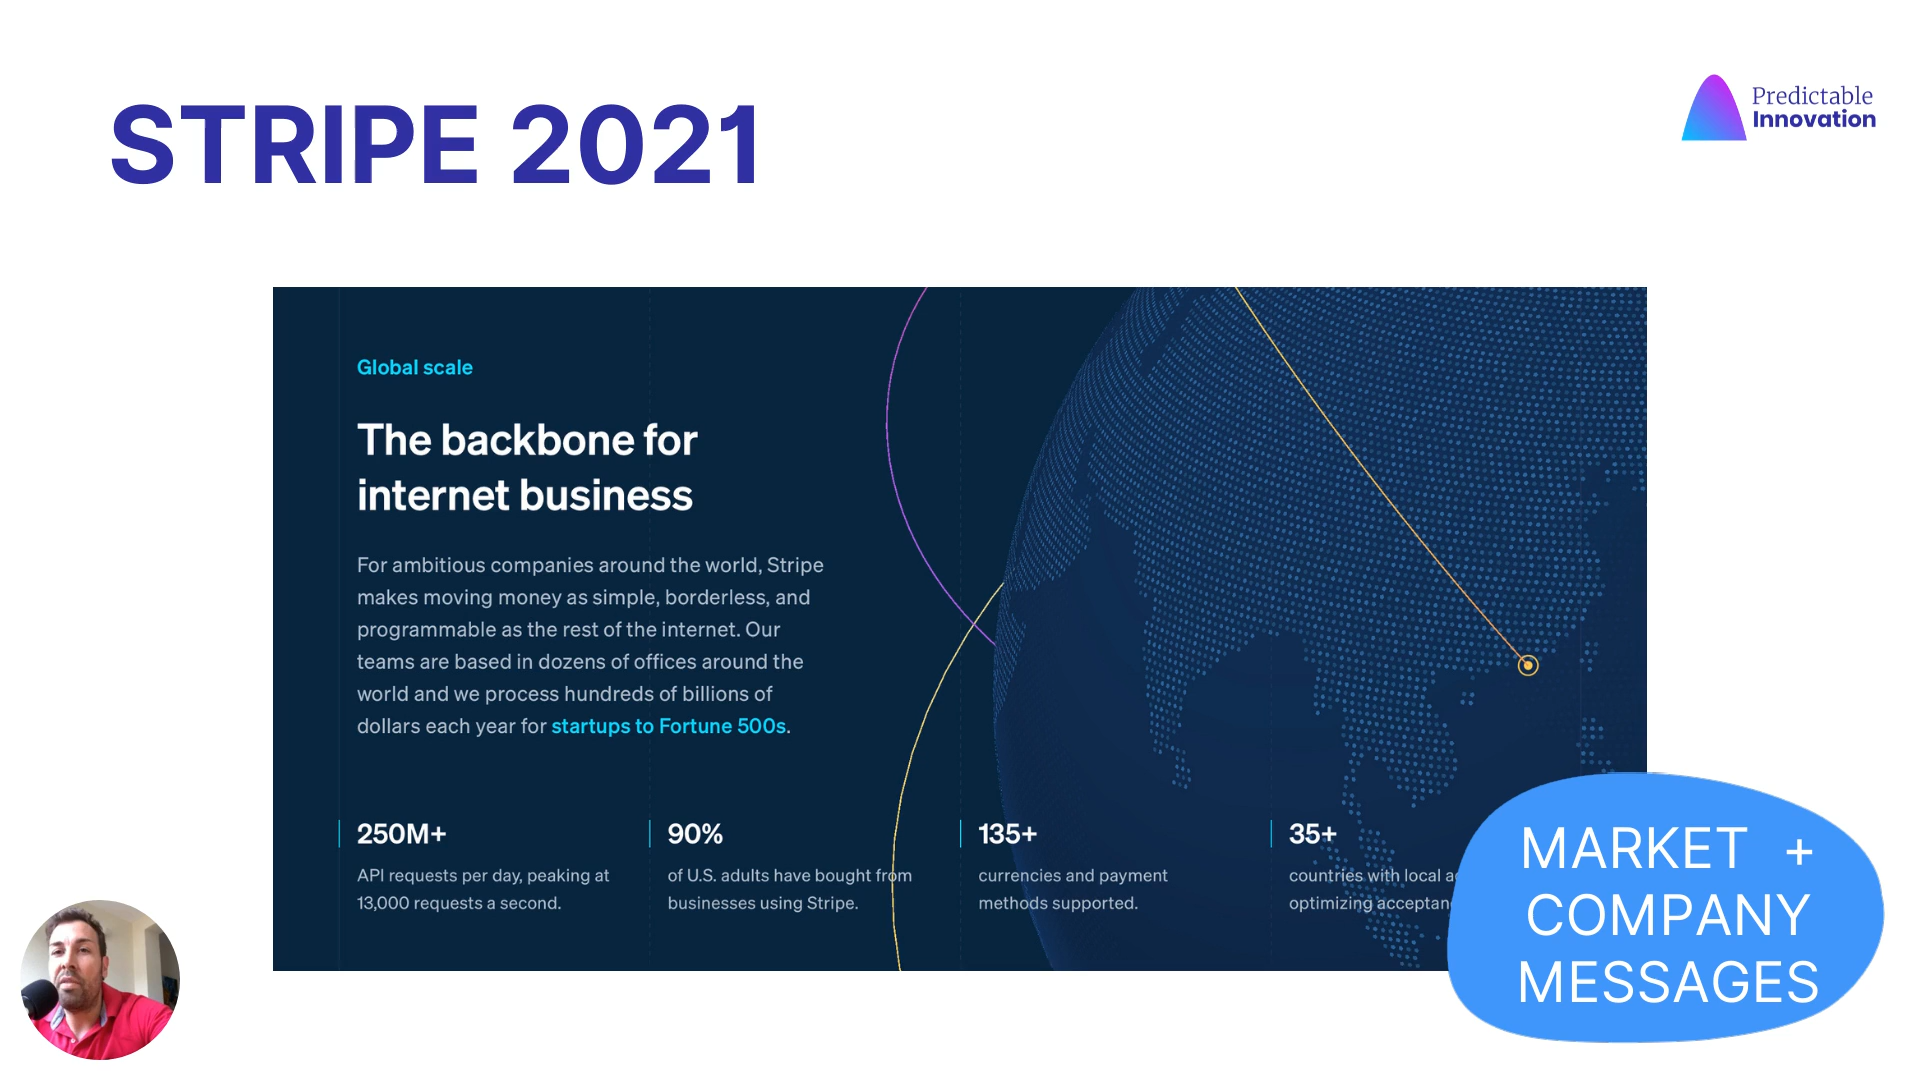 STRIPE 2021
Predictable
Innovation
Global scale
The backbone for
internet business
For ambitious companies around the world, Stripe
makes moving money as simple, borderless, and
programmable as the rest of the internet. Our
teams are based in dozens of offices around the
world and we process hundreds of billions of
dollars each year for startups to Fortune 500s.
250M+
API requests per day, peaking at
13,000 requests a second.
90%
of U.S. adults have bought from
businesses using Stripe.
135+
currencies and payment
methods supported.
35+
countries with local
optimizing
MARKET +
COMPANY
MESSAGES